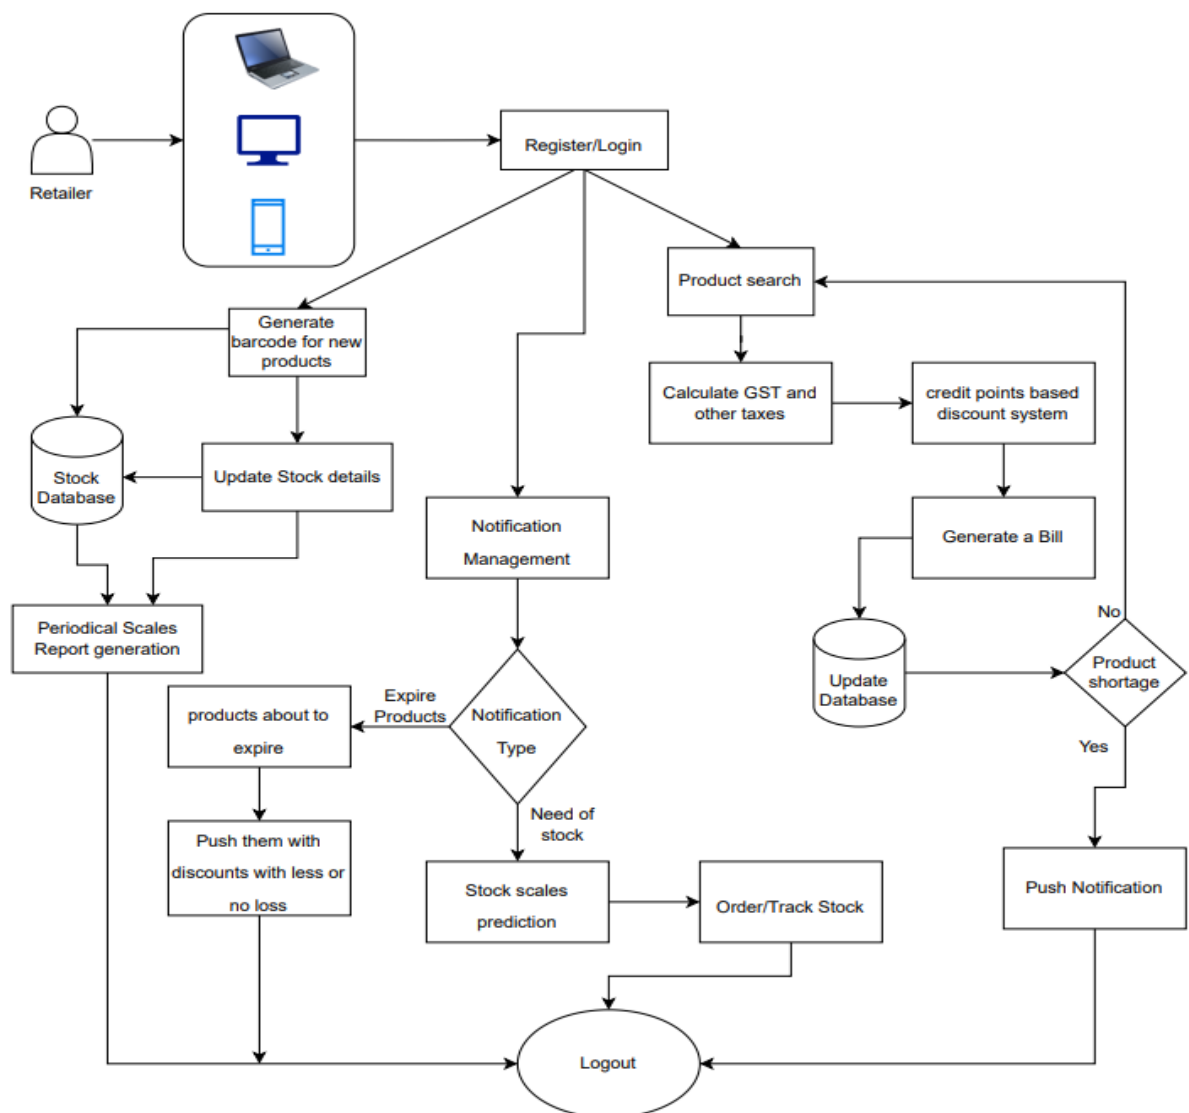 Register/Login
Retailer
Product search
Generate
barcode for new
products
Calculate GST and
other taxes
credit points based
discount system
Stock
Database
Update Stock details
Notification
Management
Generate a Bill
Periodical Scales
Report generation
No
Product
shortage
Update
Database
Expire
Products
products about to
expire
Notification
Type
Yes
Need of
stock
Push them with
discounts with less or
no loss
Stock scales
prediction
Order/Track Stock
Push Notification
Logout